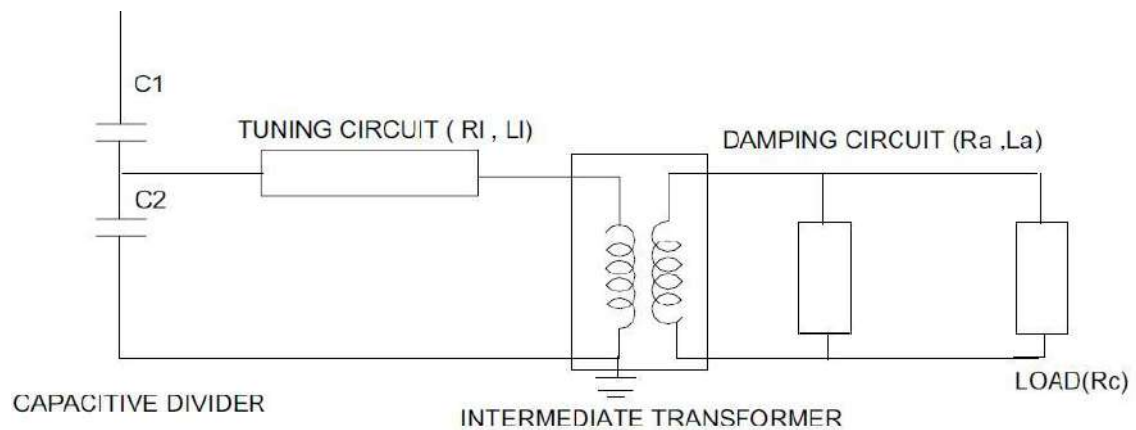 C1
TUNING CIRCUIT ( RI , LI)
DAMPING CIRCUIT (Ra ,La)
C2
LOAD(Rc)
CAPACITIVE DIVIDER
INTERMEDIATE TRANSFORMER